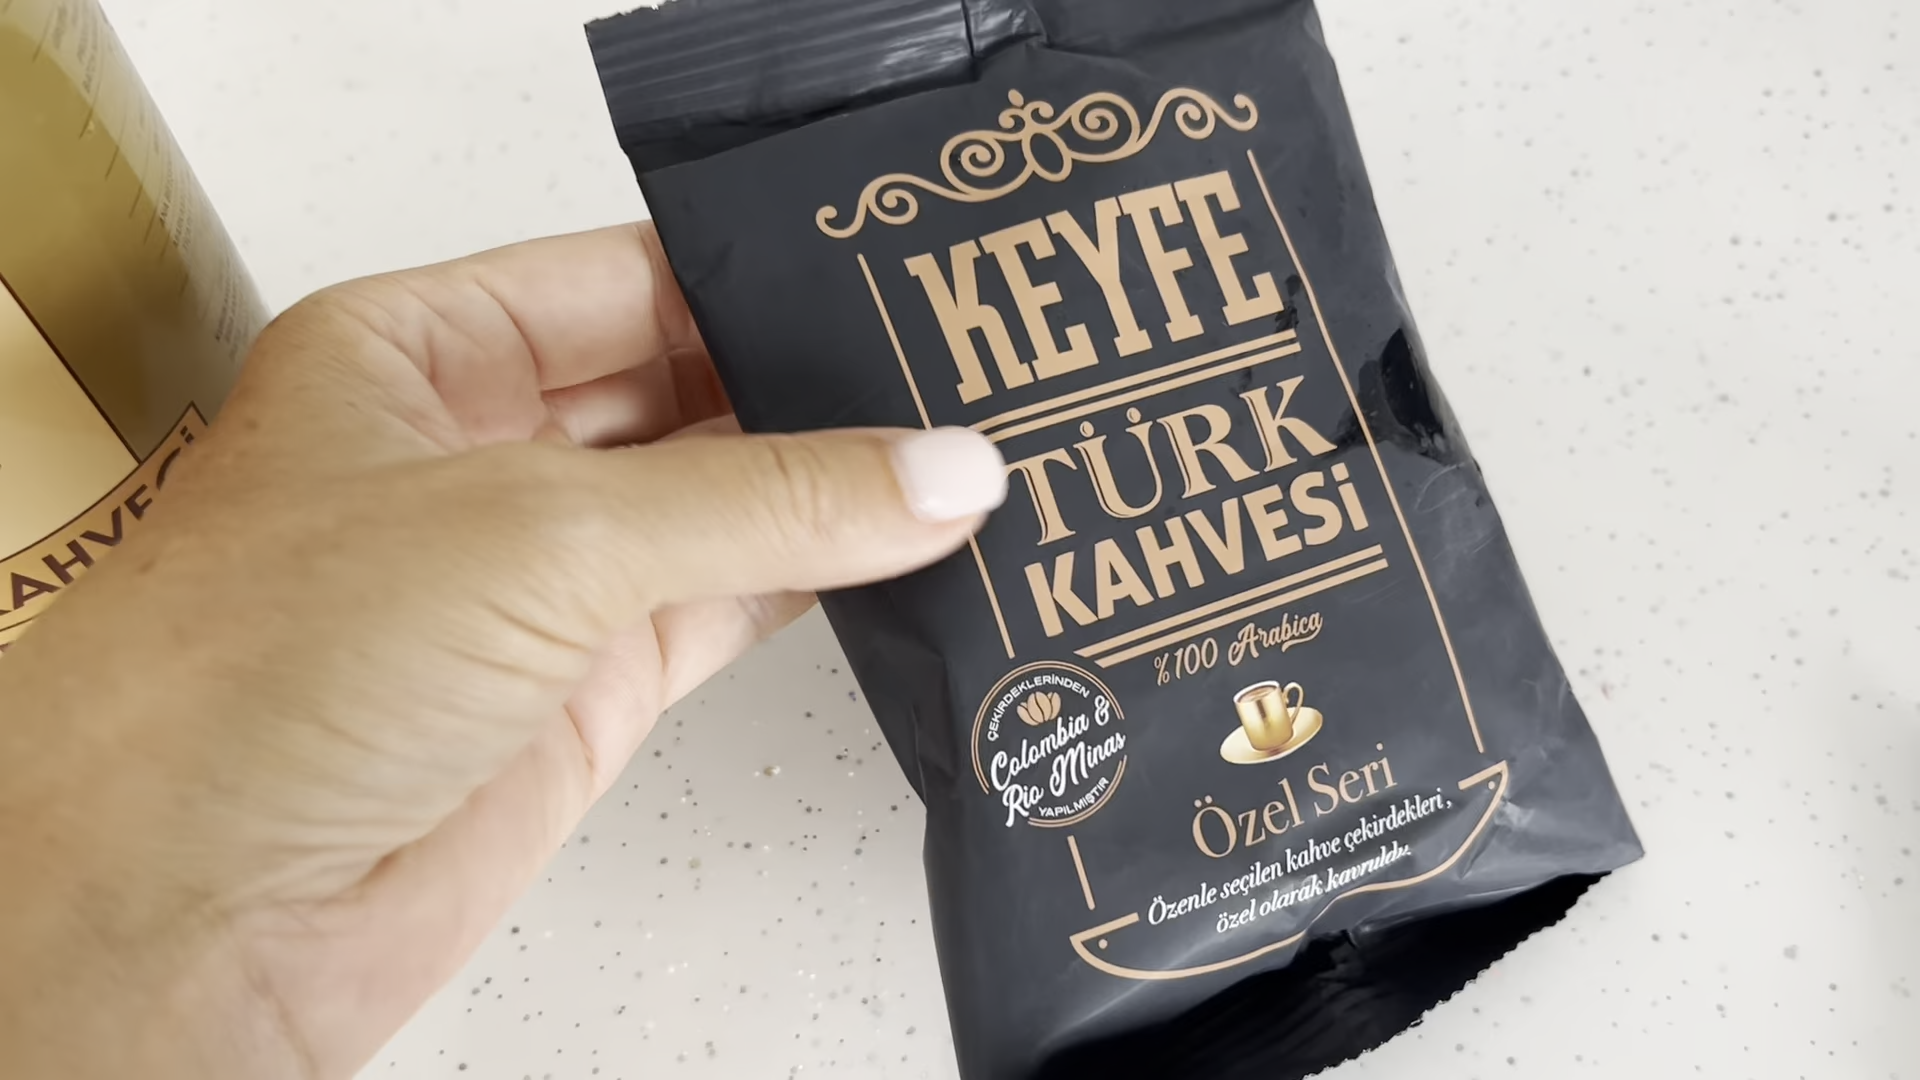 KEYFE
TÜRK
KAHVESİ
%100 Arabica
ÇEKİRDEKLERİNDEN
Colombia &
Rio Minas
YAPILMIŞTIR
Özel Seri
Özenle seçilen kahve çekirdekleri,
özel olarak kavruldu.